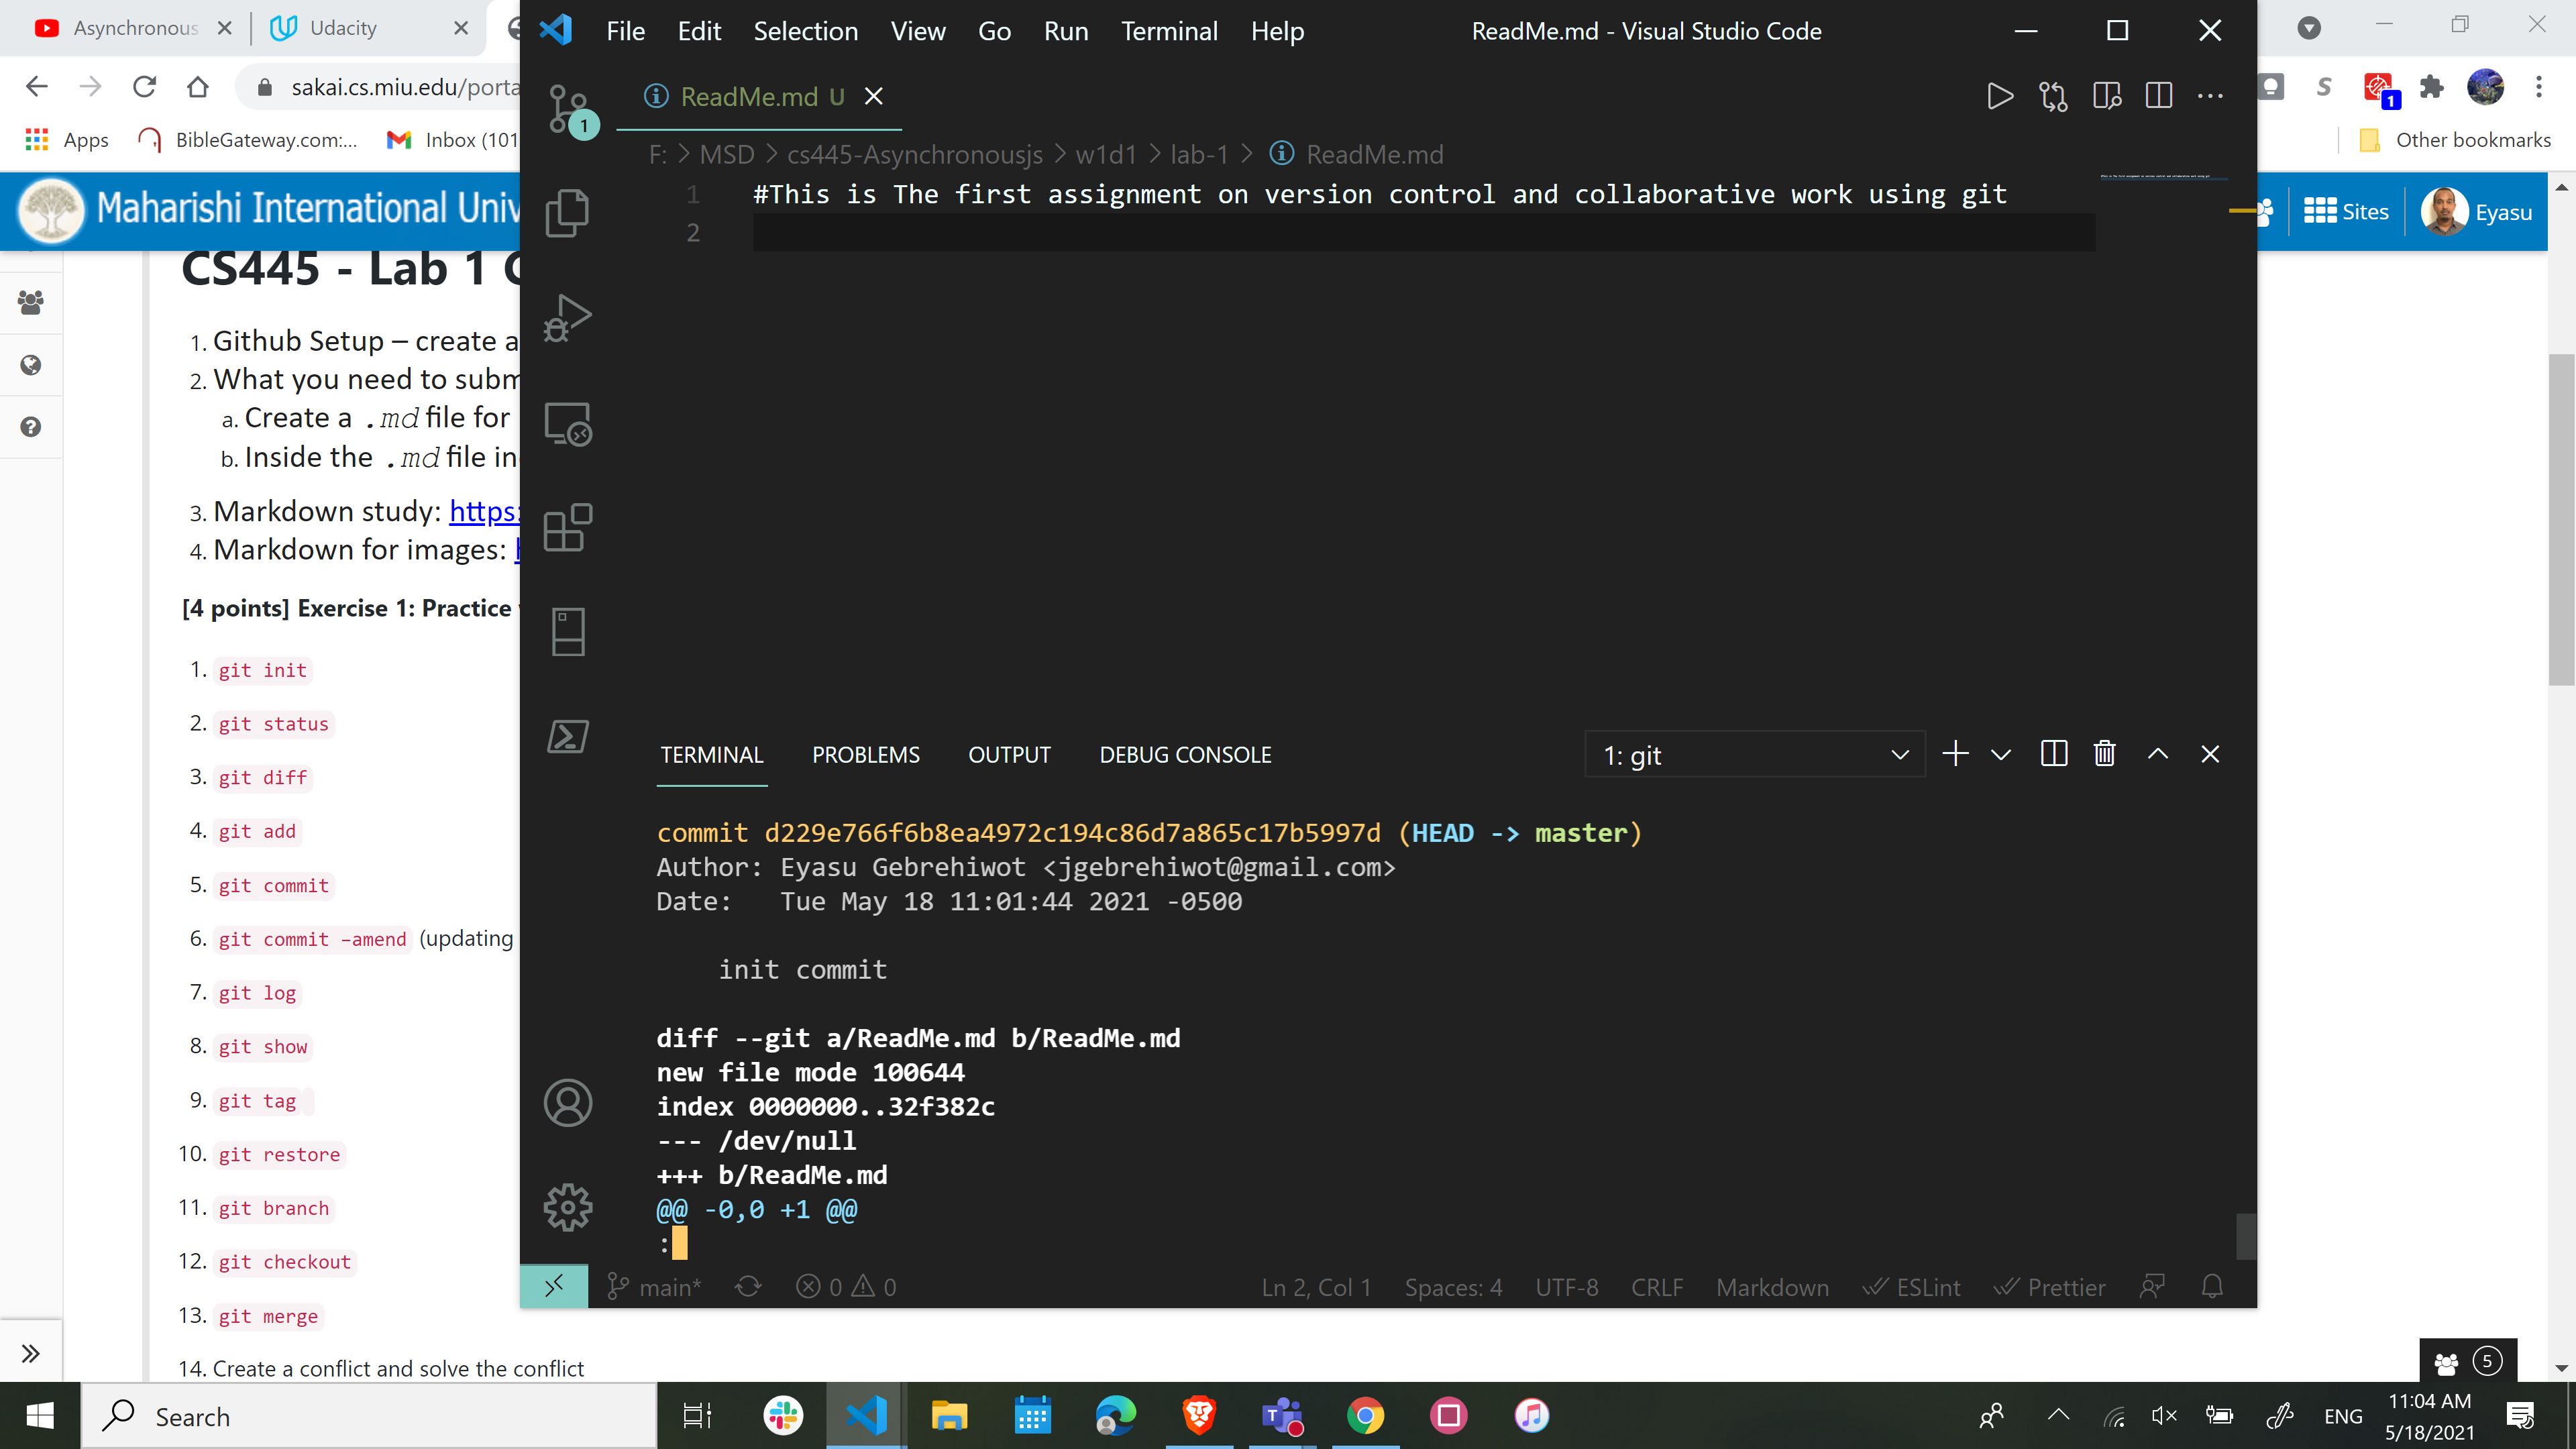 Asynchronous
Udacity
File Edit Selection View Go Run Terminal Help
ReadMe.md - Visual Studio Code
sakai.cs.miu.edu/porta
ReadMe.md U
1
1
Apps
BibleGateway.com:...
Inbox (101
Other bookmarks
F: > MSD > cs445-Asynchronousjs > w1d1 > lab-1 > ReadMe.md
Maharishi International Univ
Sites
Eyasu
1 #This is The first assignment on version control and collaborative work using git
2
CS445 - Lab 1
1. Github Setup – create a
2. What you need to subm
a. Create a .md file for
b. Inside the .md file in
3. Markdown study: https:
4. Markdown for images:
[4 points] Exercise 1: Practice
1. git init
2. git status
3. git diff
4. git add
5. git commit
6. git commit –amend (updating
7. git log
8. git show
9. git tag
10. git restore
11. git branch
12. git checkout
13. git merge
14. Create a conflict and solve the conflict
TERMINAL PROBLEMS OUTPUT DEBUG CONSOLE
1: git
commit d229e766f6b8ea4972c194c86d7a865c17b5997d (HEAD -> master)
Author: Eyasu Gebrehiwot <jgebrehiwot@gmail.com>
Date: Tue May 18 11:01:44 2021 -0500
init commit
diff --git a/ReadMe.md b/ReadMe.md
new file mode 100644
index 0000000..32f382c
--- /dev/null
+++ b/ReadMe.md
@@ -0,0 +1 @@
:
main* 0 0
Ln 2, Col 1 Spaces: 4 UTF-8 CRLF Markdown ESLint Prettier
5
Search
ENG
11:04 AM
5/18/2021